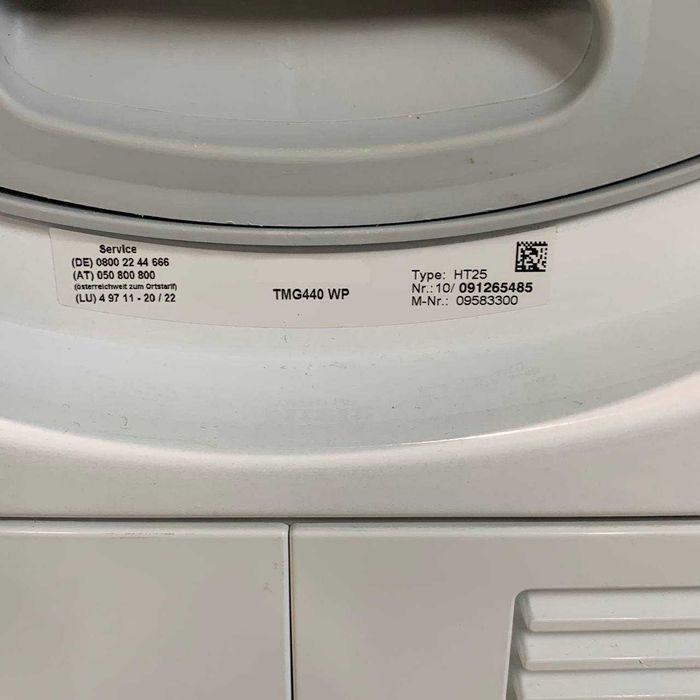 Service
(DE) 0800 22 44 666
(AT) 050 800 800
(österreichweit zum Ortstarif)
(LU) 4 97 11 - 20 / 22
TMG440 WP
Type: HT25
Nr.: 10/ 091265485
M-Nr.: 09583300